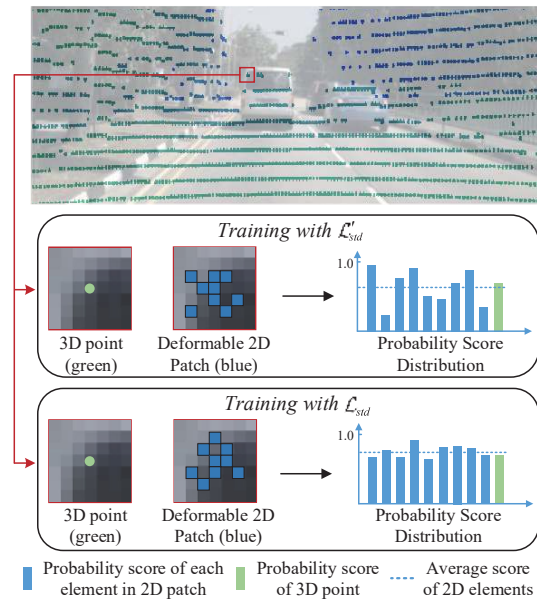 Training with ℒ'std
3D point
(green)
Deformable 2D
Patch (blue)
1.0
Probability Score
Distribution
Training with ℒstd
3D point
(green)
Deformable 2D
Patch (blue)
1.0
Probability Score
Distribution
Probability score of each
element in 2D patch
Probability score
of 3D point
Average score
of 2D elements